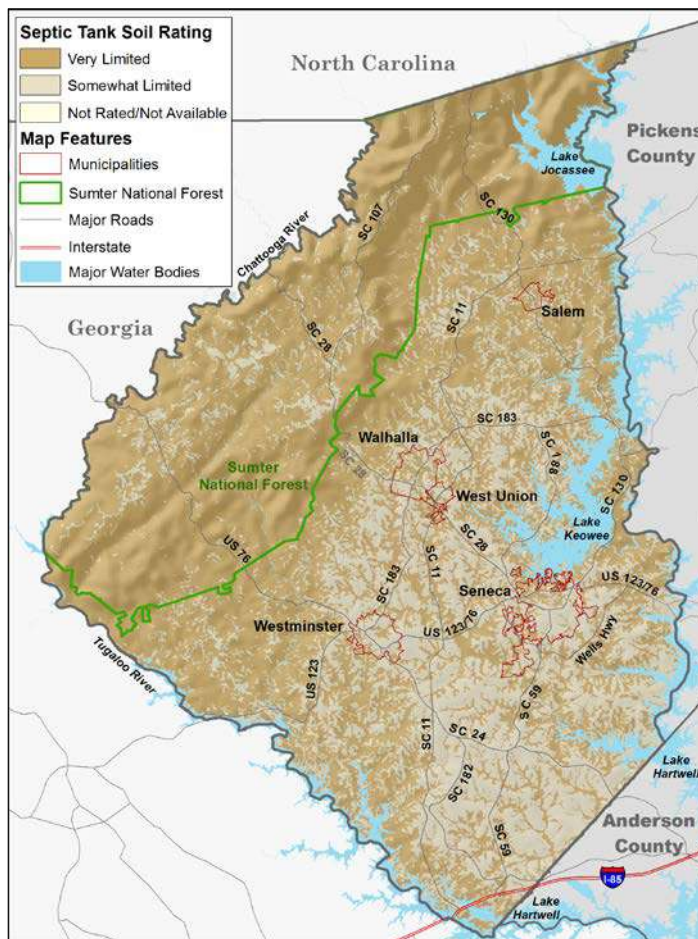 Septic Tank Soil Rating
Very Limited
Somewhat Limited
Not Rated/Not Available
Map Features
Municipalities
Sumter National Forest
Major Roads
Interstate
Major Water Bodies
North Carolina
Pickens
County
Lake
Jocassee
SC 130
SC 107
Chattooga River
Georgia
SC 11
Salem
SC 28
SC 183
Walhalla
SC 188
SC 28
Sumter
National Forest
West Union
SC 130
Lake
Keowee
US 76
SC 28
SC 183
SC 11
Seneca
US 123/76
Westminster
US 123/76
Wells Hwy
Tugaloo River
US 123
SC 59
SC 11
SC 24
SC 182
Lake
Hartwell
SC 59
Anderson
County
I-85
Lake
Hartwell